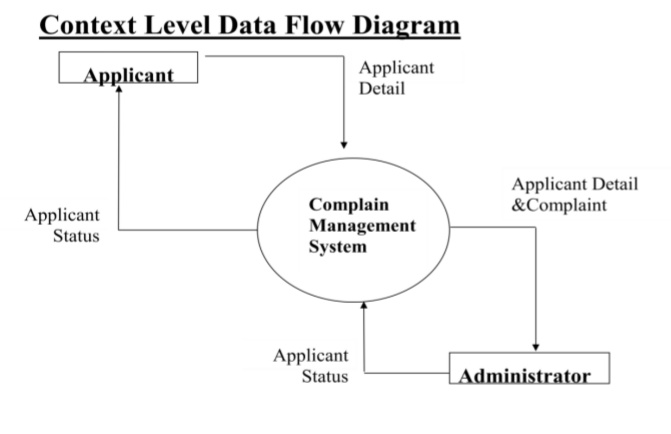 Context Level Data Flow Diagram
Applicant
Applicant
Detail
Complain
Management
System
Applicant Detail
&Complaint
Applicant
Status
Applicant
Status
Administrator